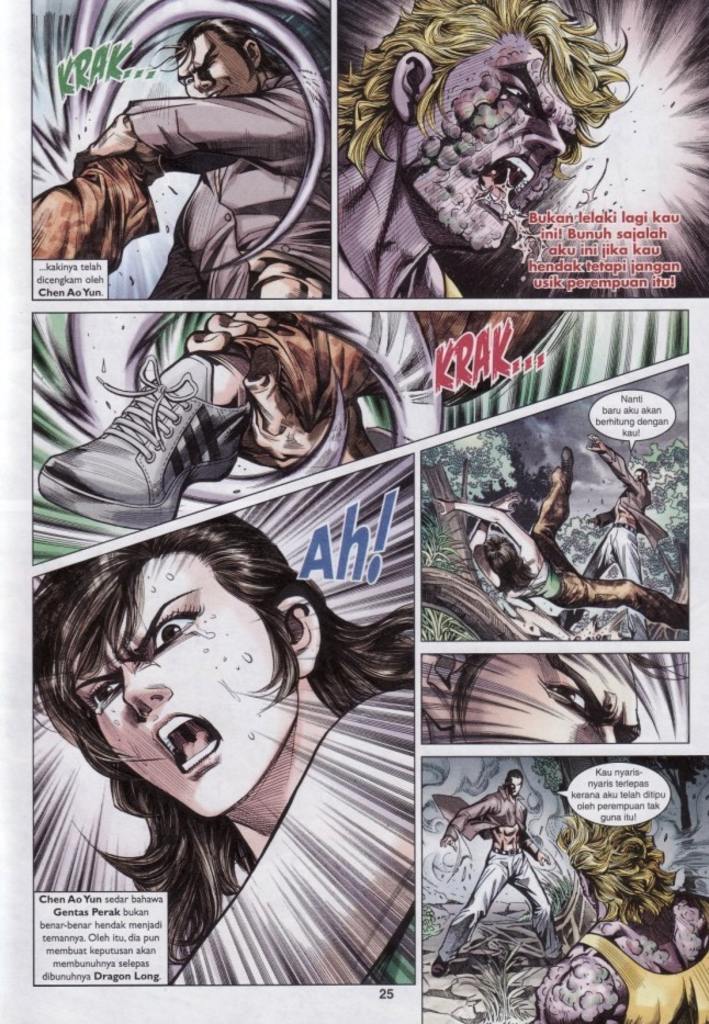 KRAK...
...kakinya telah
dicengkam oleh
Chen Ao Yun.
Bukan lelaki lagi kau
ini! Bunuh sajalah
aku ini jika kau
hendak tetapi jangan
usik perempuan itu!
KRAK...
Nanti
baru aku akan
berhitung dengan
kau!
Ah!
Chen Ao Yun sedar bahawa
Gentas Perak bukan
benar-benar hendak menjadi
temannya. Oleh itu, dia pun
membuat keputusan akan
membunuhnya selepas
dibunuhnya Dragon Long.
Kau nyaris-
nyaris terlepas
kerana aku telah ditipu
oleh perempuan tak
guna itu!
25